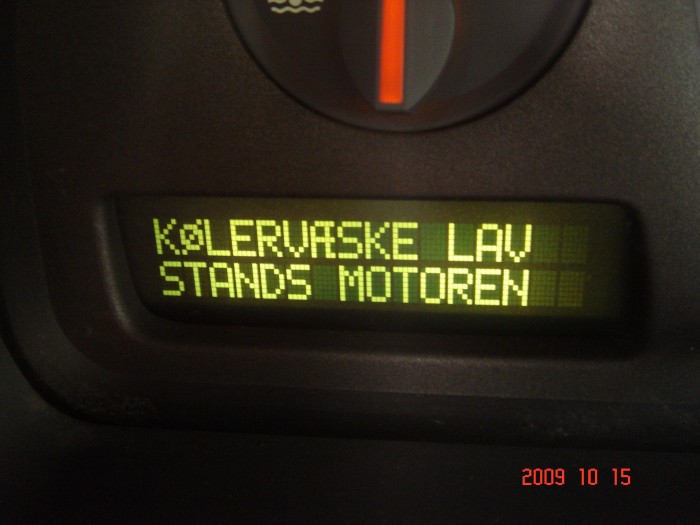 KØLERVÆSKE LAV
STANDS MOTOREN
2009 10 15